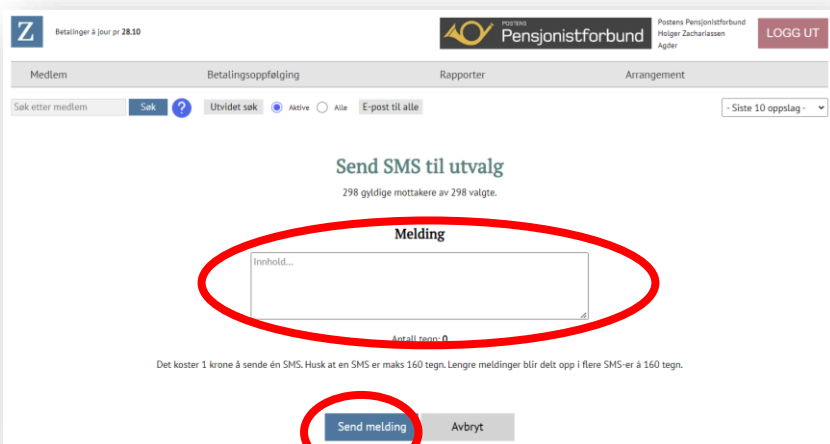 Z
Betalinger à jour pr 28.10
POSTENS
Pensjonistforbund
Postens Pensjonistforbund
Holger Zachariassen
Agder
LOGG UT
Medlem Betalingsoppfølging Rapporter Arrangement
Søk etter medlem Søk ? Utvidet søk Aktive Alle E-post til alle - Siste 10 oppslag -
Send SMS til utvalg
298 gyldige mottakere av 298 valgte.
Melding
Innhold...
Antall tegn: 0
Det koster 1 krone å sende én SMS. Husk at en SMS er maks 160 tegn. Lengre meldinger blir delt opp i flere SMS-er à 160 tegn.
Send melding Avbryt